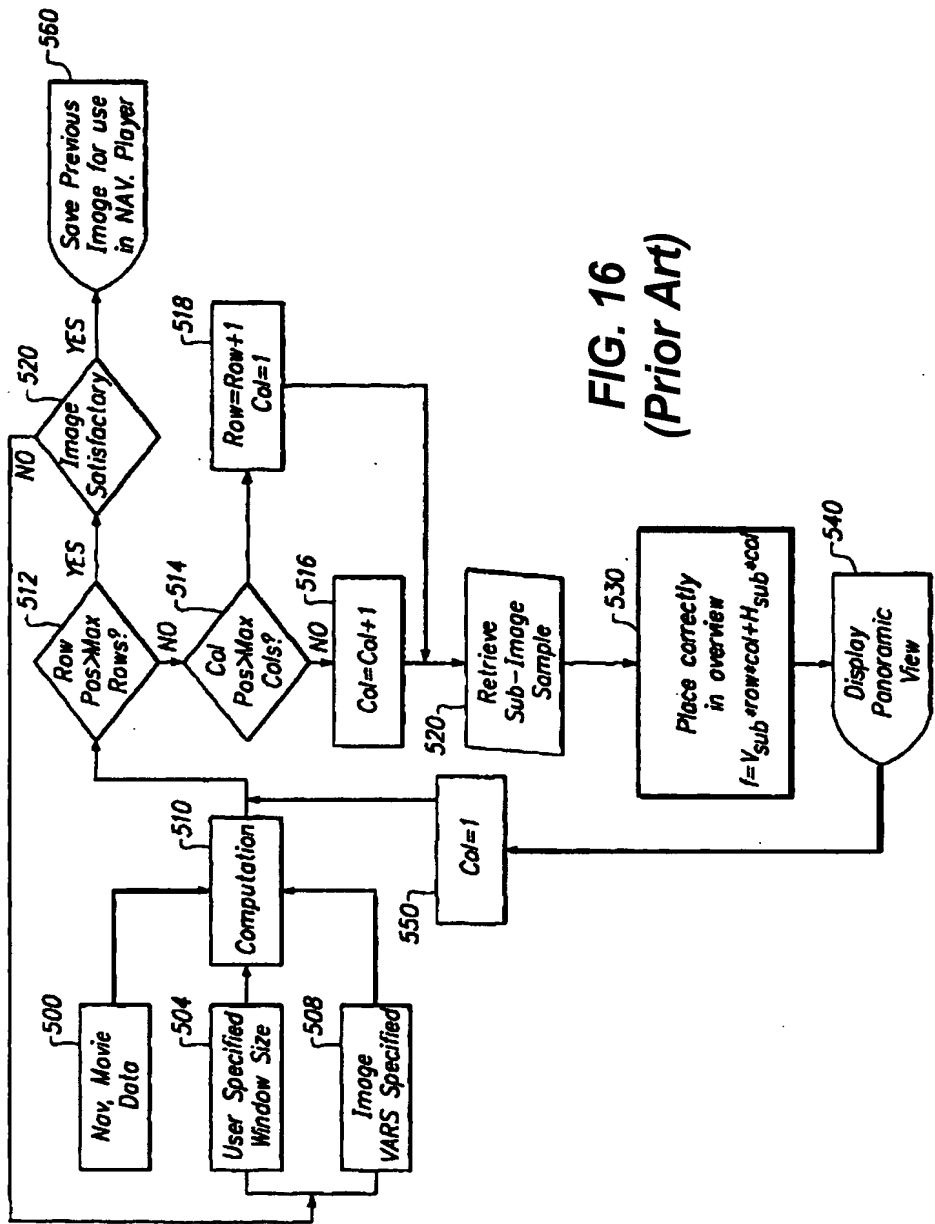 500
Nav, Movie
Data
504
User Specified
Window Size
508
Image
VARS Specified
510
Computation
512
Row
Pos>Max
Rows?
YES
NO
520
Image
Satisfactory
NO
YES
560
Save Previous
Image for use
in NAV. Player
514
Col
Pos>Max
Cols?
NO
516
Col=Col+1
518
Row=Row+1
Col=1
520
Retrieve
Sub-Image
Sample
530
Place correctly
in overview
f=Vsub*row*col+Hsub*col
540
Display
Panoramic
View
550
Col=1
FIG. 16
(Prior Art)